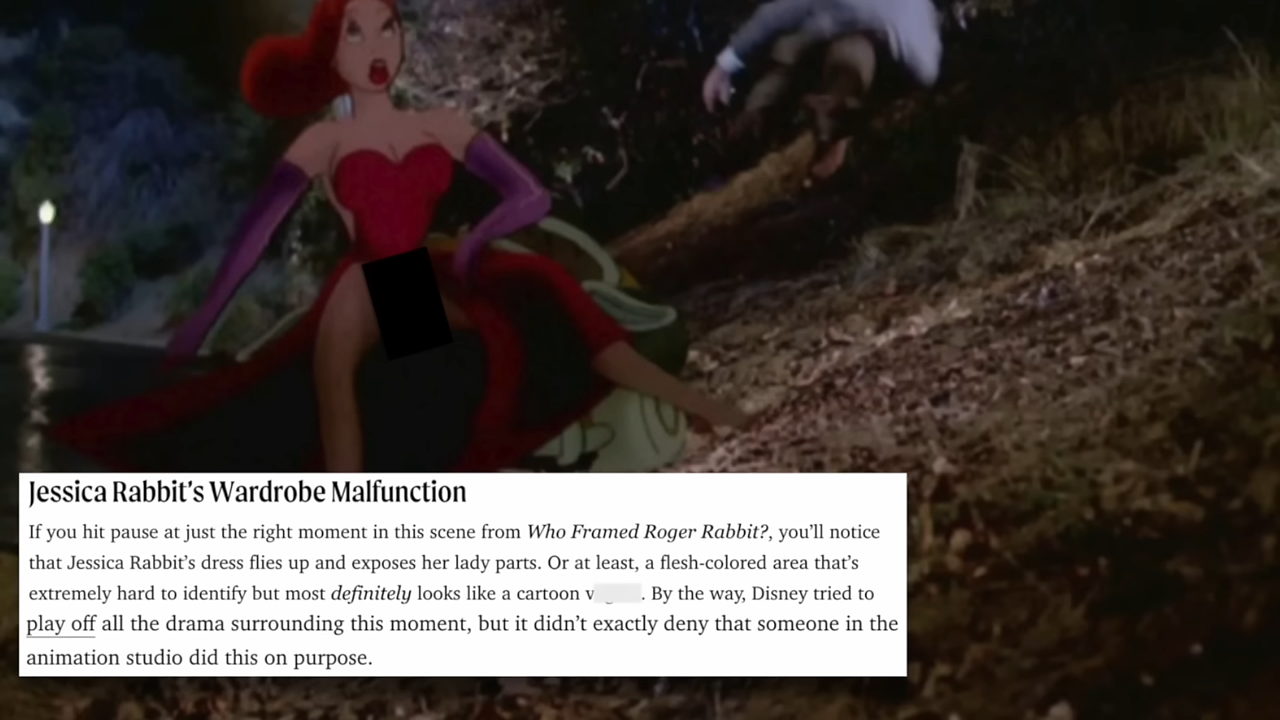 Jessica Rabbit's Wardrobe Malfunction
If you hit pause at just the right moment in this scene from Who Framed Roger Rabbit?, you'll notice
that Jessica Rabbit's dress flies up and exposes her lady parts. Or at least, a flesh-colored area that's
extremely hard to identify but most definitely looks like a cartoon v . By the way, Disney tried to
play off all the drama surrounding this moment, but it didn't exactly deny that someone in the
animation studio did this on purpose.